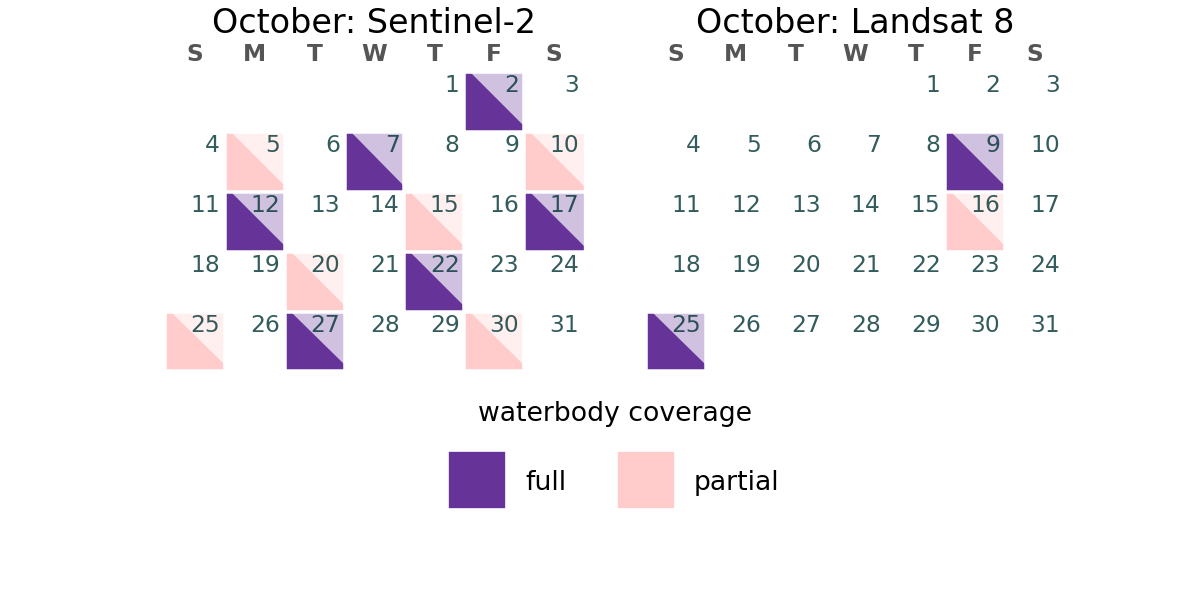 October: Sentinel-2
S M T W T F S
1 2 3
4 5 6 7 8 9 10
11 12 13 14 15 16 17
18 19 20 21 22 23 24
25 26 27 28 29 30 31
October: Landsat 8
S M T W T F S
1 2 3
4 5 6 7 8 9 10
11 12 13 14 15 16 17
18 19 20 21 22 23 24
25 26 27 28 29 30 31
waterbody coverage
full
partial